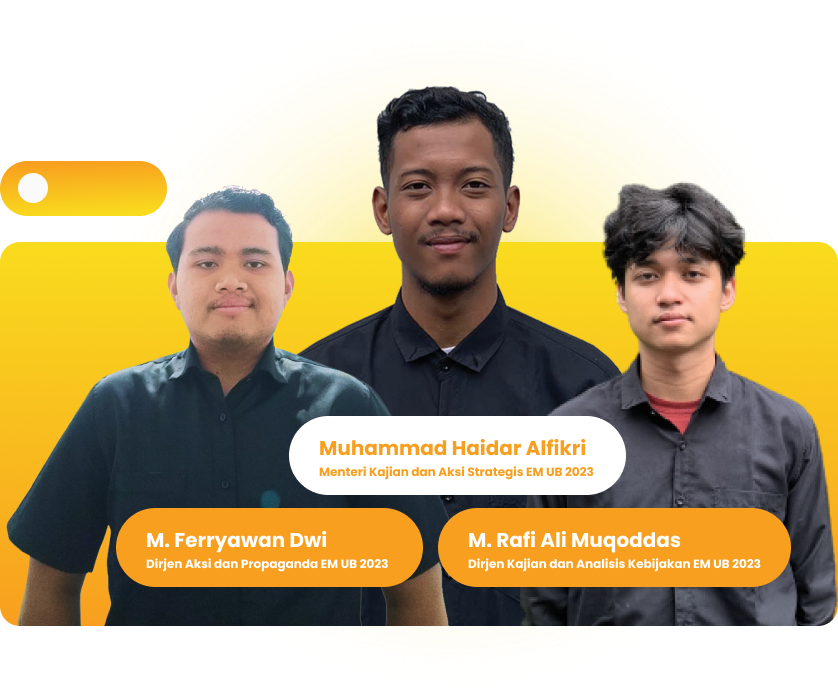 Muhammad Haidar Alfikri
Menteri Kajian dan Aksi Strategis EM UB 2023
M. Ferryawan Dwi
Dirjen Aksi dan Propaganda EM UB 2023
M. Rafi Ali Muqoddas
Dirjen Kajian dan Analisis Kebijakan EM UB 2023